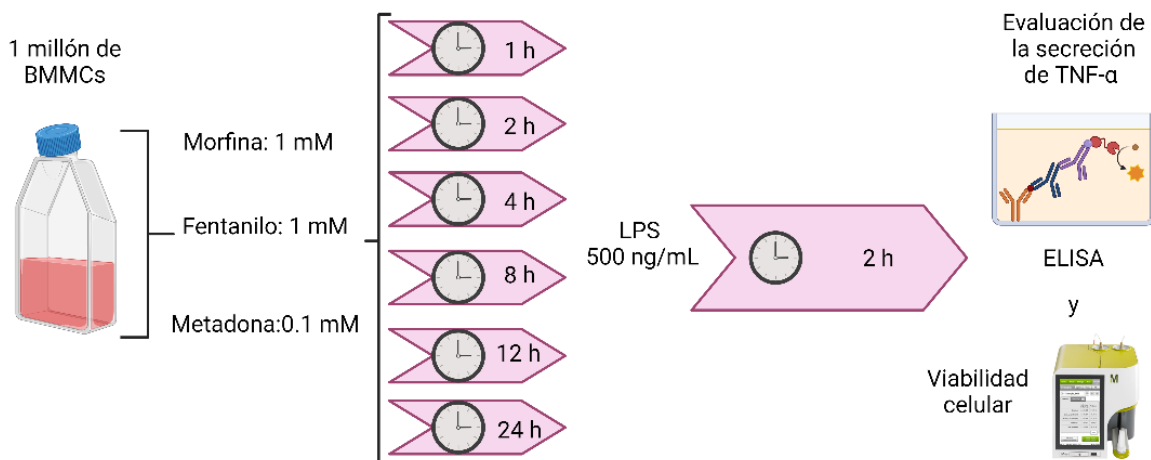 1 millón de
BMMCs
Morfina: 1 mM
Fentanilo: 1 mM
Metadona:0.1 mM
1 h
2 h
4 h
8 h
12 h
24 h
LPS
500 ng/mL
2 h
Evaluación de
la secreción
de TNF-α
ELISA
y
Viabilidad
celular
M